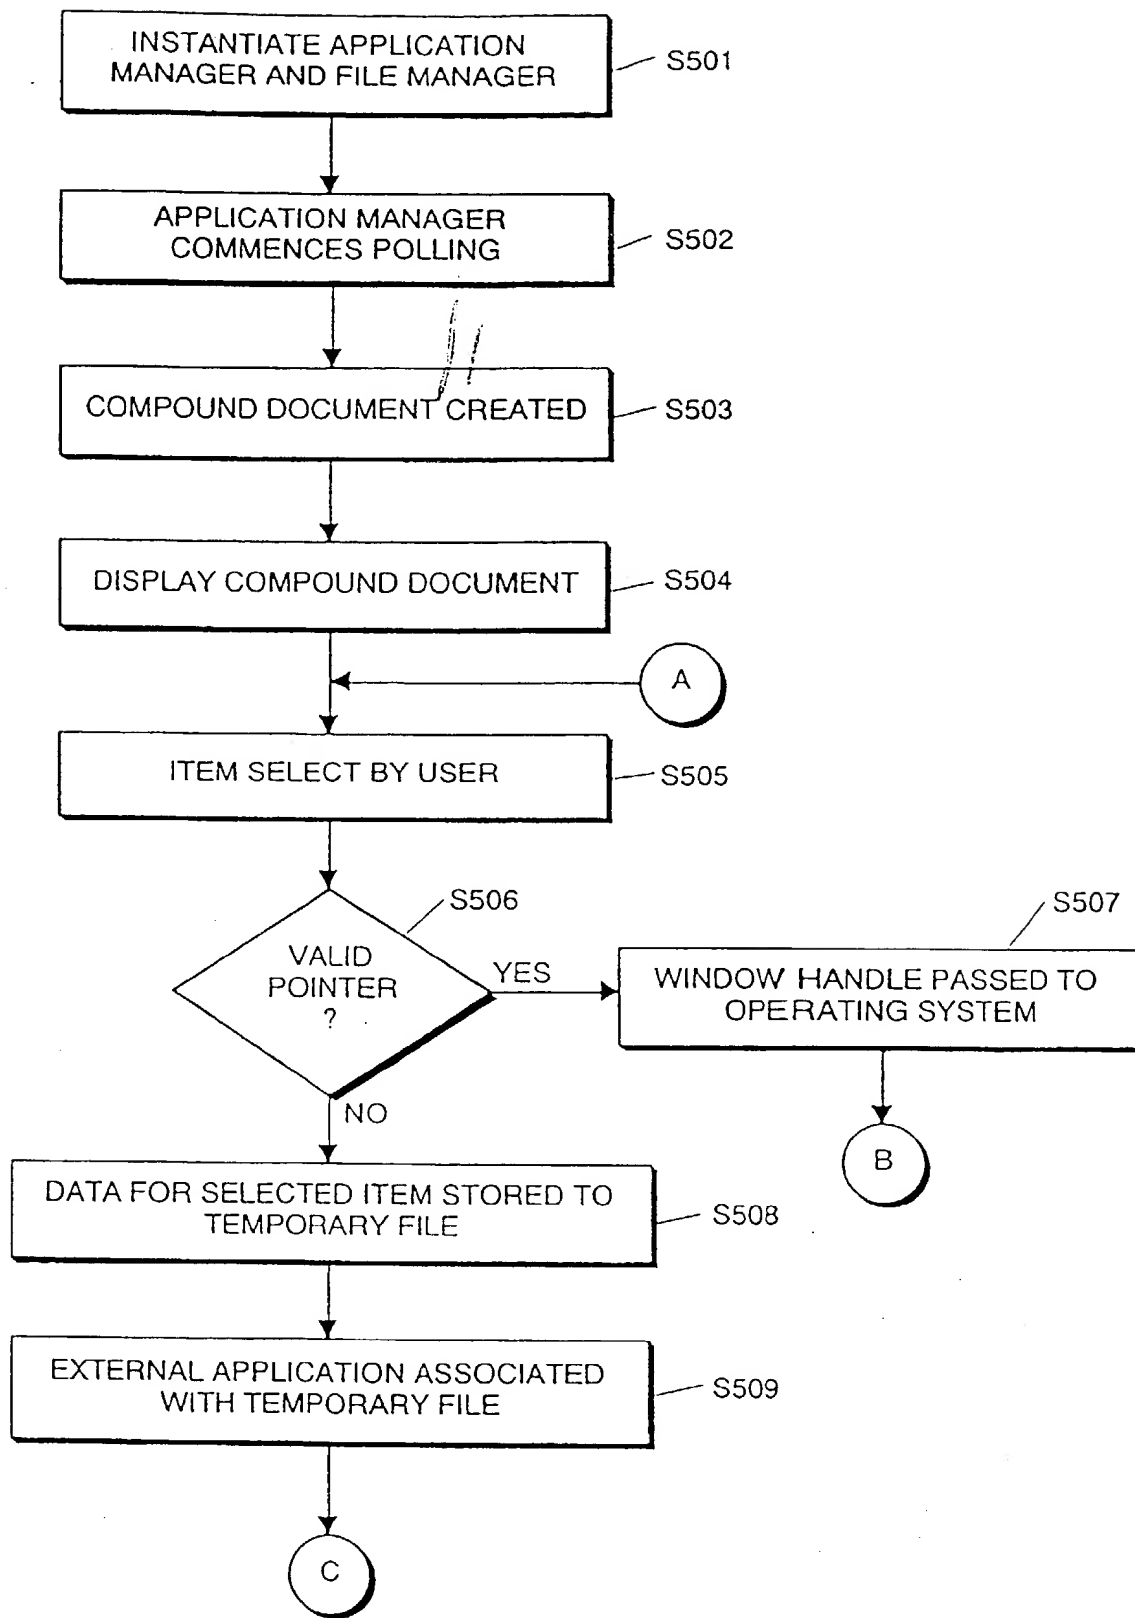 INSTANTIATE APPLICATION
MANAGER AND FILE MANAGER
S501
APPLICATION MANAGER
COMMENCES POLLING
S502
COMPOUND DOCUMENT CREATED
S503
DISPLAY COMPOUND DOCUMENT
S504
A
ITEM SELECT BY USER
S505
S506
VALID
POINTER
?
YES
S507
WINDOW HANDLE PASSED TO
OPERATING SYSTEM
B
NO
DATA FOR SELECTED ITEM STORED TO
TEMPORARY FILE
S508
EXTERNAL APPLICATION ASSOCIATED
WITH TEMPORARY FILE
S509
C